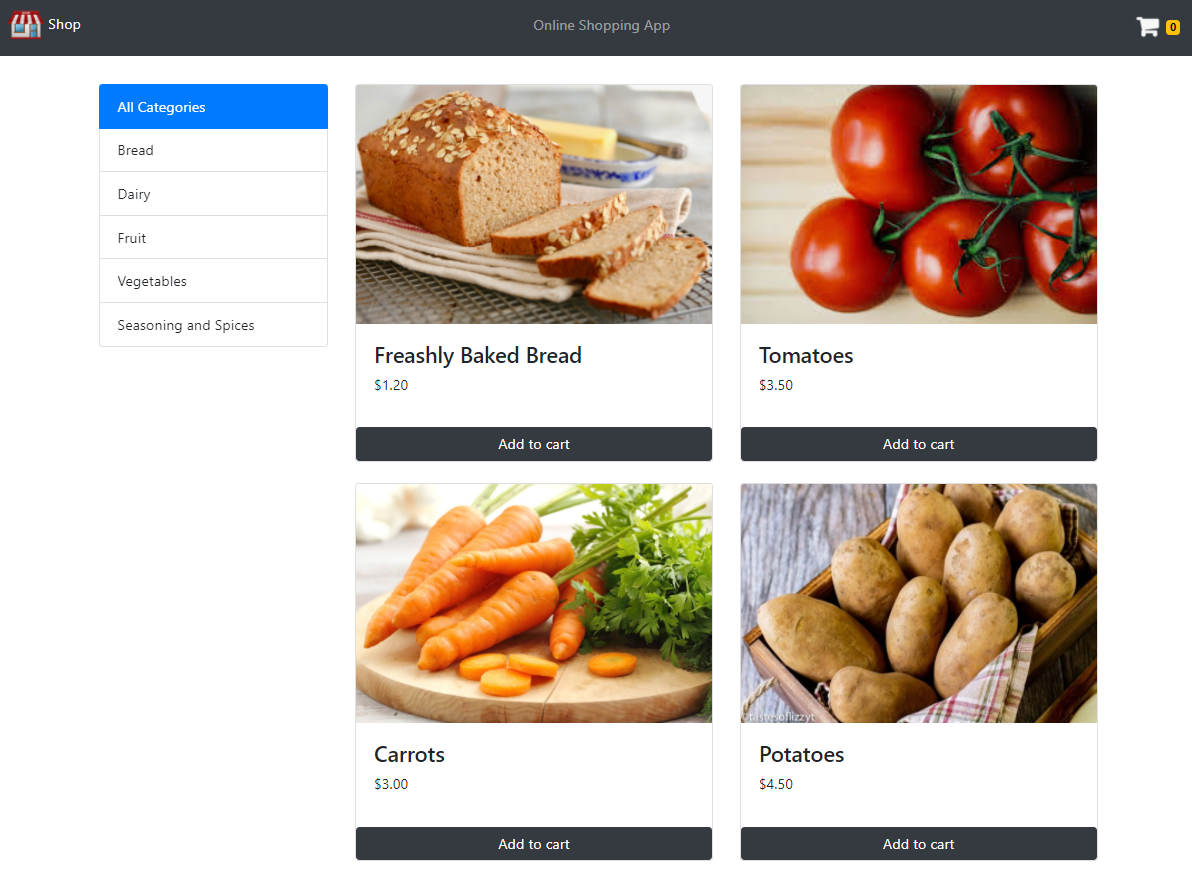 Shop
Online Shopping App
0
All Categories
Bread
Dairy
Fruit
Vegetables
Seasoning and Spices
Freashly Baked Bread
$1.20
Add to cart
Tomatoes
$3.50
Add to cart
Carrots
$3.00
Add to cart
©tastesoflizzyt
Potatoes
$4.50
Add to cart